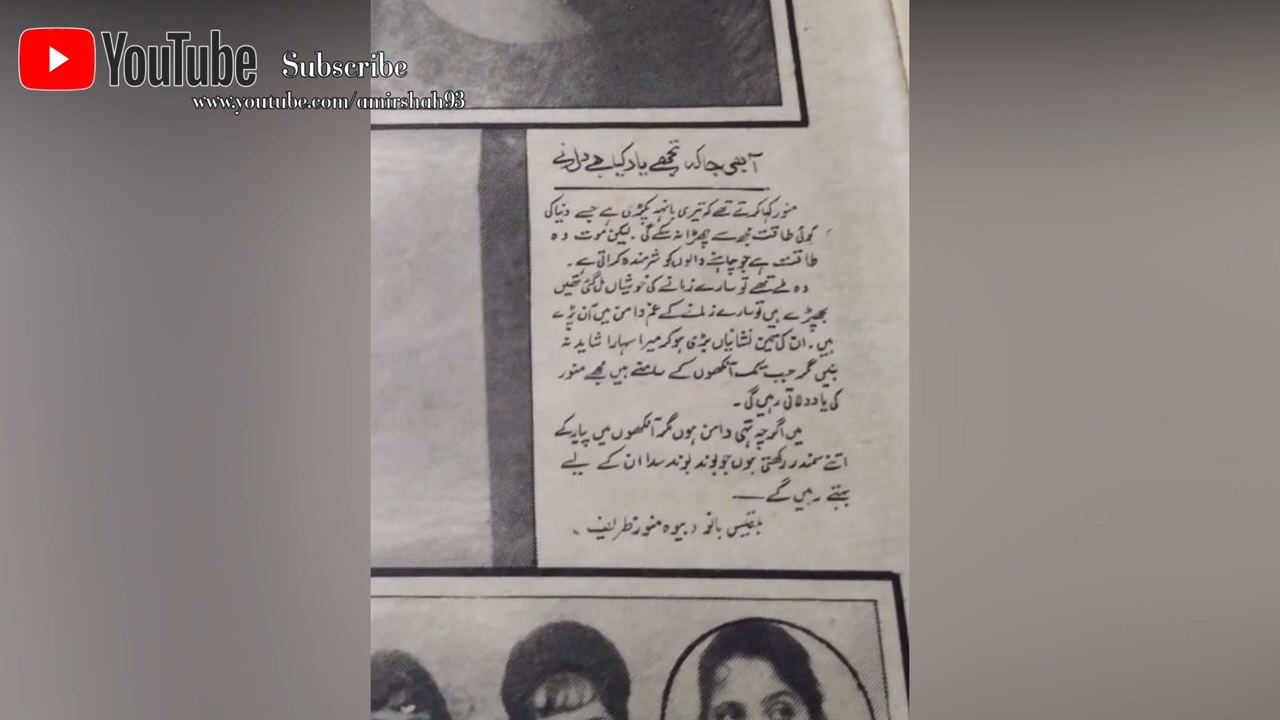 YouTube
Subscribe
www.youtube.com/amirshah93
آ بھی جا کہ تجھے یاد کیا ہے دل نے
منور کہا کرتے تھے کہ تیری بانہہ پکڑی ہے جسے دنیا کی
کوئی طاقت مجھ سے چھڑا نہ سکے گی۔ لیکن موت وہ
طاقت ہے جو چاہنے والوں کو شرمندہ کراتی ہے۔
وہ ملے تھے تو سارے زمانے کی خوشیاں مل گئی تھیں
بچھڑے ہیں تو سارے زمانے کے غم دامن میں آن پڑے
ہیں۔ ان کی تین نشانیاں بڑی ہو کر میرا سہارا شاید نہ
بنیں مگر جب تک آنکھوں کے سامنے ہیں مجھے منور
کی یاد دلاتی رہیں گی۔
میں اگرچہ تہی دامن ہوں مگر آنکھوں میں پیار کے
اتنے سمندر رکھتی ہوں جو بوند بوند سدا ان کے لیے
بہتے رہیں گے ——
بلقیس بانو (بیوہ منور ظریف)